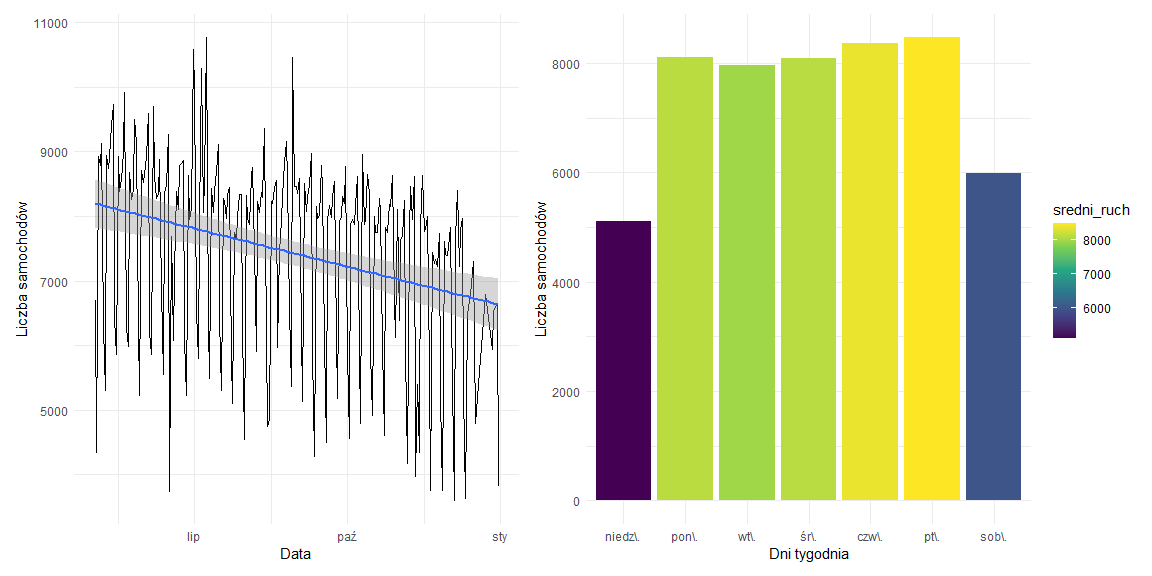 Liczba samochodów
11000
9000
7000
5000
lip
paź
sty
Data
Liczba samochodów
8000
6000
4000
2000
0
niedz\.
pon\.
wt\.
śr\.
czw\.
pt\.
sob\.
Dni tygodnia
sredni_ruch
8000
7000
6000